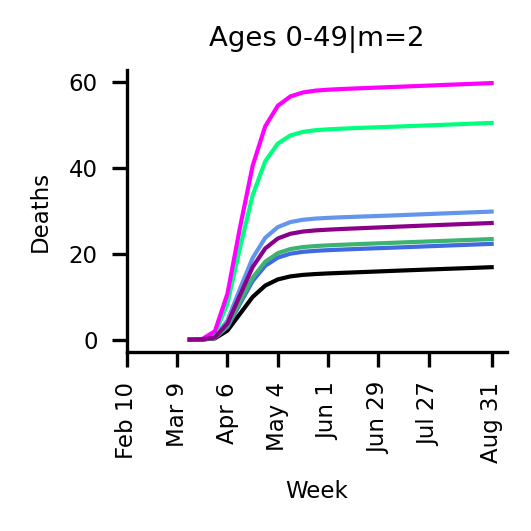 Ages 0-49|m=2
60
40
20
0
Deaths
Feb 10
Mar 9
Apr 6
May 4
Jun 1
Jun 29
Jul 27
Aug 31
Week